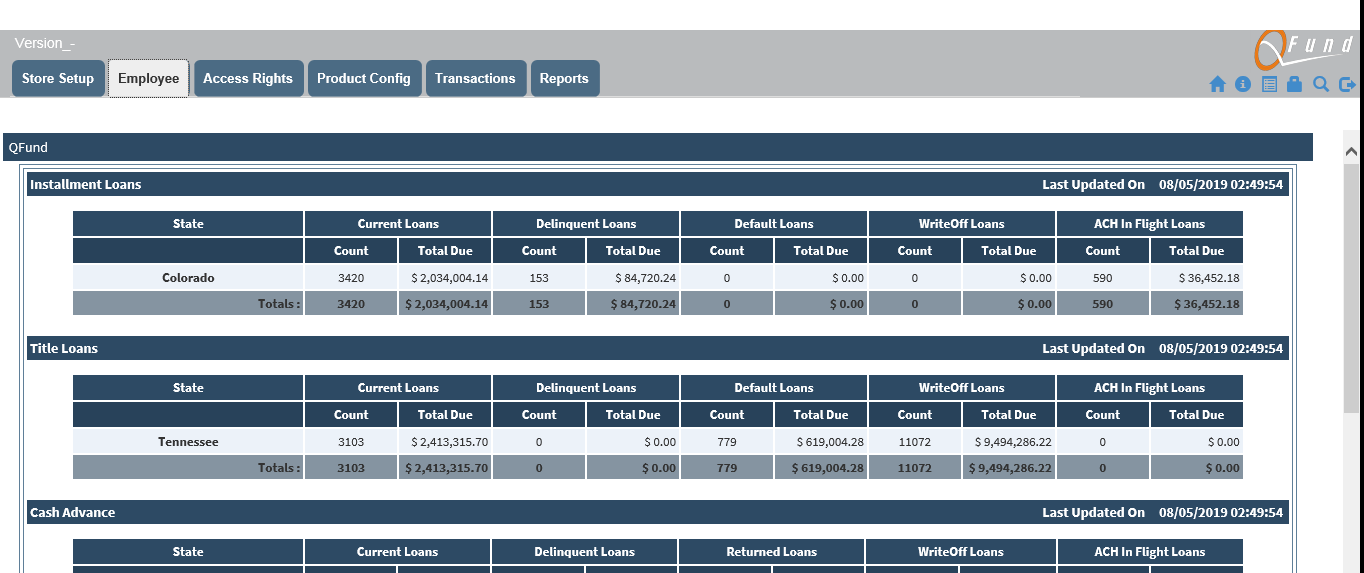 Version_-
QFund
Store Setup Employee Access Rights Product Config Transactions Reports
QFund
Installment Loans Last Updated On 08/05/2019 02:49:54
State Current Loans Delinquent Loans Default Loans WriteOff Loans ACH In Flight Loans
Count Total Due Count Total Due Count Total Due Count Total Due Count Total Due
Colorado 3420 $ 2,034,004.14 153 $ 84,720.24 0 $ 0.00 0 $ 0.00 590 $ 36,452.18
Totals : 3420 $ 2,034,004.14 153 $ 84,720.24 0 $ 0.00 0 $ 0.00 590 $ 36,452.18
Title Loans Last Updated On 08/05/2019 02:49:54
State Current Loans Delinquent Loans Default Loans WriteOff Loans ACH In Flight Loans
Count Total Due Count Total Due Count Total Due Count Total Due Count Total Due
Tennessee 3103 $ 2,413,315.70 0 $ 0.00 779 $ 619,004.28 11072 $ 9,494,286.22 0 $ 0.00
Totals : 3103 $ 2,413,315.70 0 $ 0.00 779 $ 619,004.28 11072 $ 9,494,286.22 0 $ 0.00
Cash Advance Last Updated On 08/05/2019 02:49:54
State Current Loans Delinquent Loans Returned Loans WriteOff Loans ACH In Flight Loans